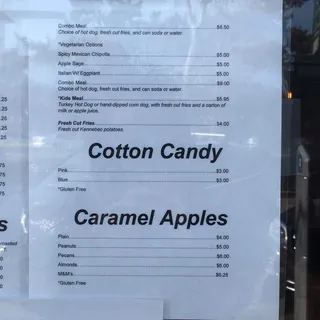 Combo Meal $8.50
Choice of hot dog, fresh cut fries, and can soda or water.
*Vegetarian Options
Spicy Mexican Chipotle $5.00
Apple Sage $5.00
Italian/W/ Eggplant $5.00
Combo Meal $9.00
Choice of hot dog, fresh cut fries, and can soda or water.
*Kids Meal $5.95
Turkey Hot Dog or hand-dipped corn dog, with fresh cut fries and a carton of
milk or apple juice.
Fresh Cut Fries $4.00
Fresh cut Kennebec potatoes.
Cotton Candy
Pink $3.00
Blue $3.00
*Gluten Free
Caramel Apples
Plain $4.00
Peanuts $5.00
Pecans $6.00
Almonds $6.00
M&M's $6.25
*Gluten Free